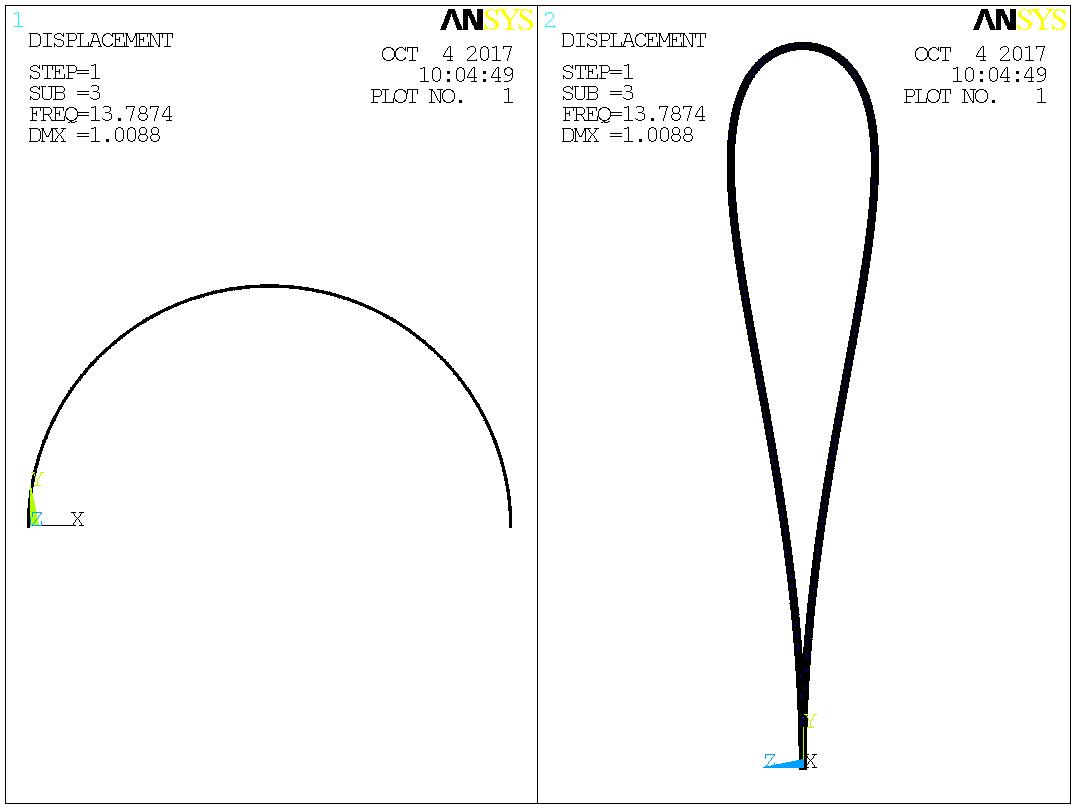 1
ANSYS
DISPLACEMENT
STEP=1
SUB =3
FREQ=13.7874
DMX =1.0088
OCT 4 2017
10:04:49
PLOT NO. 1
Y
Z X
2
ANSYS
DISPLACEMENT
STEP=1
SUB =3
FREQ=13.7874
DMX =1.0088
OCT 4 2017
10:04:49
PLOT NO. 1
Y
Z X